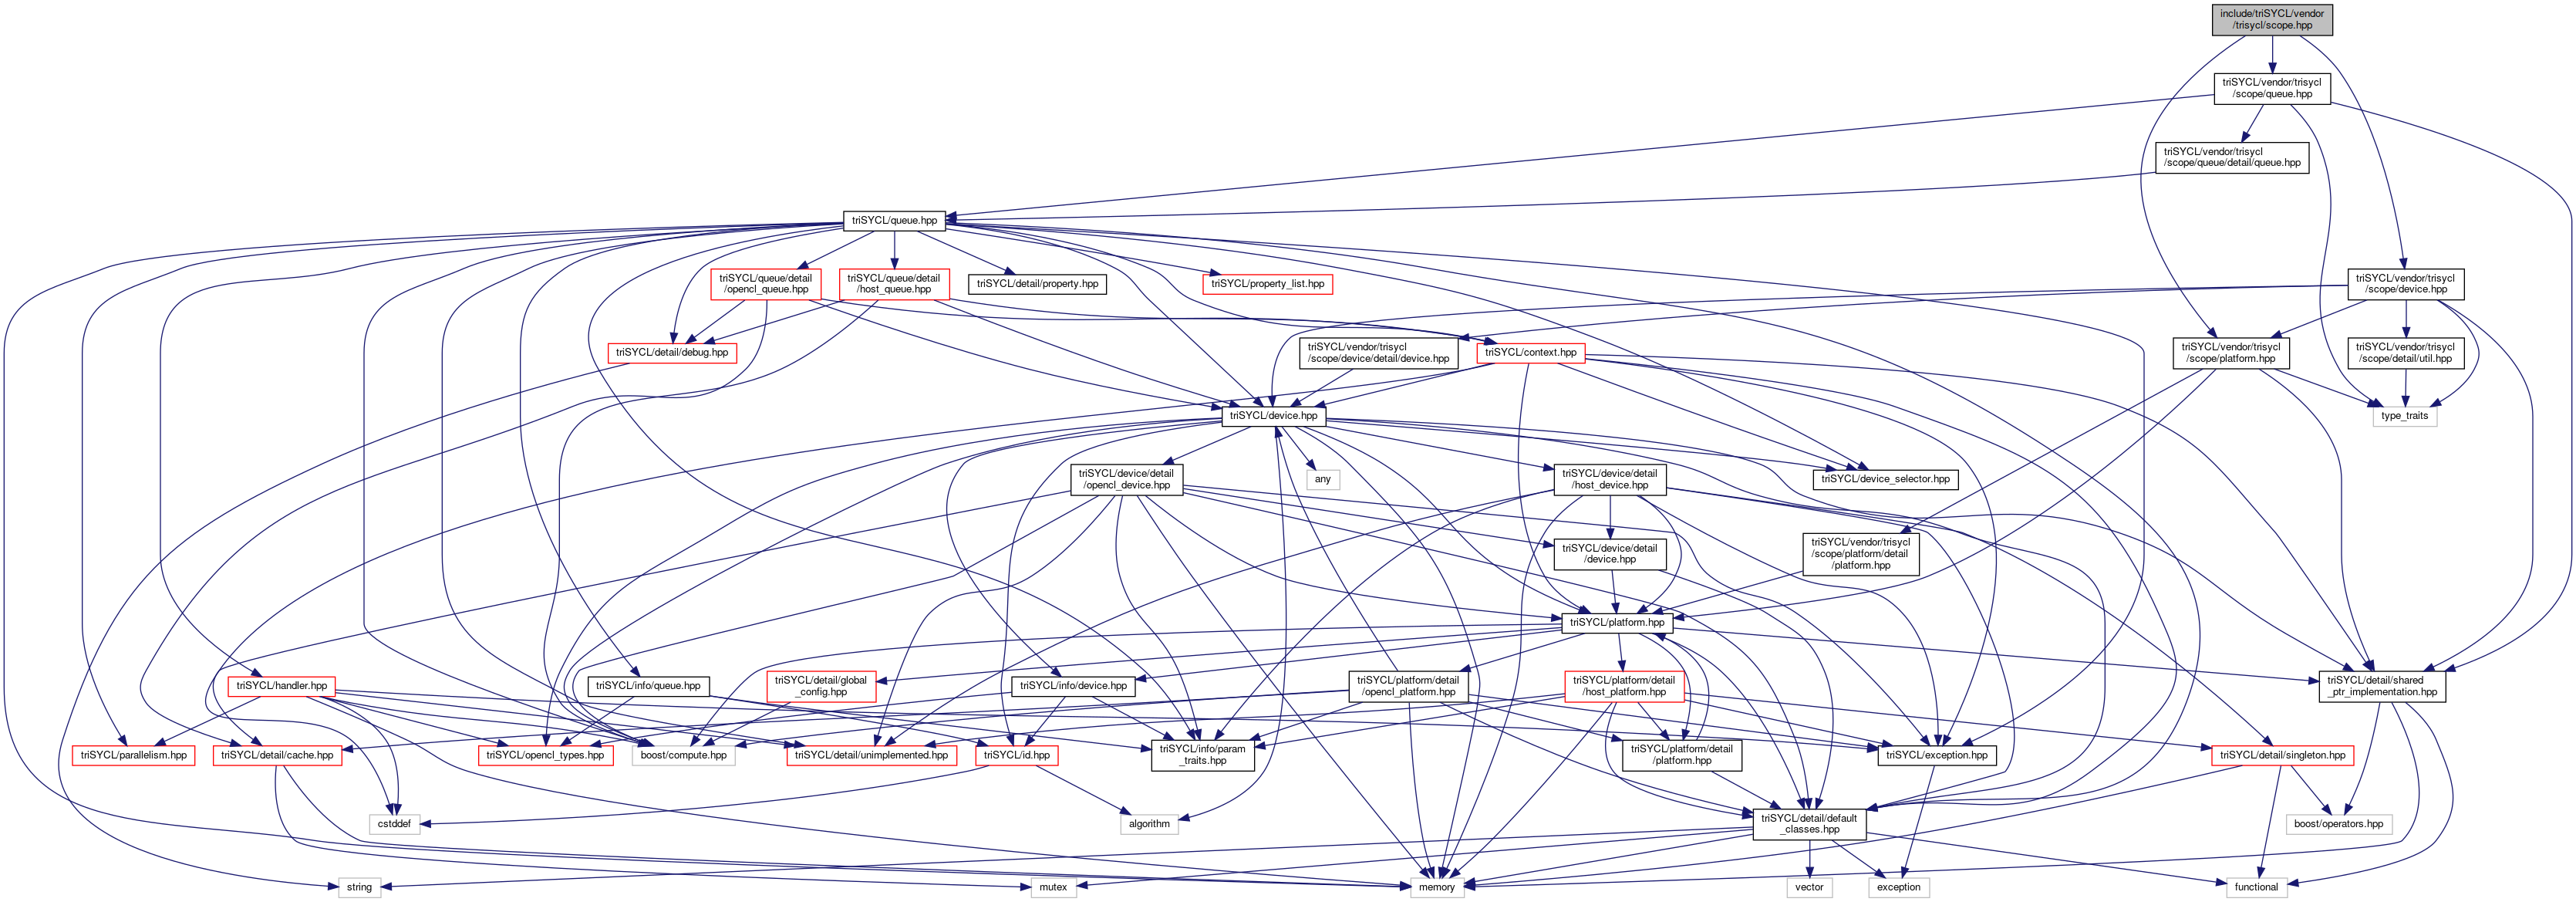 include/triSYCL/vendor
/trisycl/scope.hpp
triSYCL/vendor/trisycl
/scope/queue.hpp
triSYCL/vendor/trisycl
/scope/queue/detail/queue.hpp
triSYCL/queue.hpp
triSYCL/queue/detail
/opencl_queue.hpp
triSYCL/queue/detail
/host_queue.hpp
triSYCL/detail/property.hpp
triSYCL/property_list.hpp
triSYCL/vendor/trisycl
/scope/device.hpp
triSYCL/detail/debug.hpp
triSYCL/vendor/trisycl
/scope/device/detail/device.hpp
triSYCL/context.hpp
triSYCL/vendor/trisycl
/scope/platform.hpp
triSYCL/vendor/trisycl
/scope/detail/util.hpp
triSYCL/device.hpp
type_traits
triSYCL/device/detail
/opencl_device.hpp
any
triSYCL/device/detail
/host_device.hpp
triSYCL/device_selector.hpp
triSYCL/device/detail
/device.hpp
triSYCL/vendor/trisycl
/scope/platform/detail
/platform.hpp
triSYCL/platform.hpp
triSYCL/handler.hpp
triSYCL/info/queue.hpp
triSYCL/detail/global
_config.hpp
triSYCL/info/device.hpp
triSYCL/platform/detail
/opencl_platform.hpp
triSYCL/platform/detail
/host_platform.hpp
triSYCL/detail/shared
_ptr_implementation.hpp
triSYCL/parallelism.hpp
triSYCL/detail/cache.hpp
triSYCL/opencl_types.hpp
boost/compute.hpp
triSYCL/detail/unimplemented.hpp
triSYCL/id.hpp
triSYCL/info/param
_traits.hpp
triSYCL/platform/detail
/platform.hpp
triSYCL/exception.hpp
triSYCL/detail/singleton.hpp
cstddef
algorithm
triSYCL/detail/default
_classes.hpp
boost/operators.hpp
string
mutex
memory
vector
exception
functional